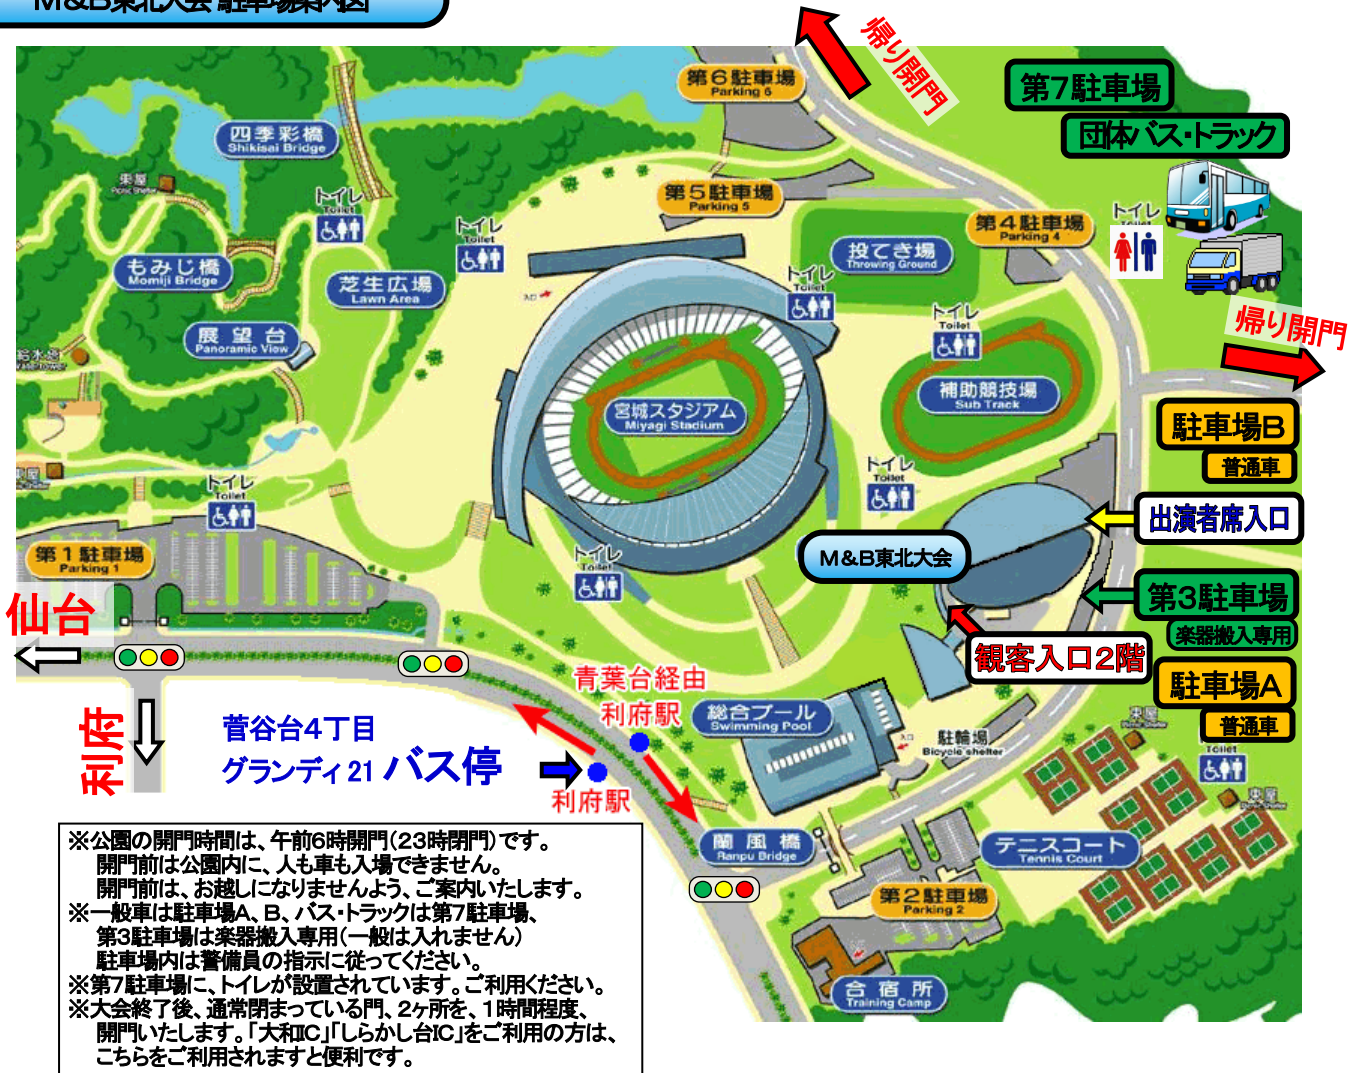 M&B東北大会 駐車場案内図
帰り開門
第6駐車場
Parking 6
第7駐車場
団体バス・トラック
四季彩橋
Shikisai Bridge
東屋
Picnic Shelter
トイレ
Toilet
第5駐車場
Parking 5
トイレ
Toilet
第4駐車場
Parking 4
トイレ
投てき場
Throwing Ground
もみじ橋
Momiji Bridge
芝生広場
Lawn Area
トイレ
Toilet
入口
展望台
Panoramic View
トイレ
Toilet
帰り開門
補助競技場
Sub Track
宮城スタジアム
Miyagi Stadium
駐車場B
普通車
トイレ
Toilet
トイレ
Toilet
東屋
出演者席入口
第1駐車場
Parking 1
トイレ
Toilet
M&B東北大会
第3駐車場
楽器搬入専用
仙台
観客入口2階
駐車場A
普通車
青葉台経由
利府駅
総合プール
Swimming Pool
入口
駐輪場
Bicycle shelter
東屋
Toilet
利府
菅谷台4丁目
グランディ21 バス停
利府駅
東屋
Picnic Shelter
蘭風橋
Ranpu Bridge
テニスコート
Tennis Court
第2駐車場
Parking 2
合宿所
Training Camp
※公園の開門時間は、午前6時開門(23時閉門)です。
開門前は公園内に、人も車も入場できません。
開門前は、お越しになりませんよう、ご案内いたします。
※一般車は駐車場A、B、バス・トラックは第7駐車場、
第3駐車場は楽器搬入専用(一般は入れません)
駐車場内は警備員の指示に従ってください。
※第7駐車場に、トイレが設置されています。ご利用ください。
※大会終了後、通常閉まっている門、2ヶ所を、1時間程度、
開門いたします。「大和IC」「しらかし台IC」をご利用の方は、
こちらをご利用されますと便利です。